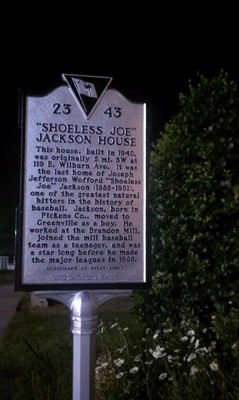 23 43
"SHOELESS JOE"
JACKSON HOUSE
This house, built in 1940,
was originally 3 mi. SW at
119 E. Wilburn Ave. It was
the last home of Joseph
Jefferson Wofford "Shoeless
Joe" Jackson (1888-1951),
one of the greatest natural
hitters in the history of
baseball. Jackson, born in
Pickens Co., moved to
Greenville as a boy. He
worked at the Brandon Mill,
joined the mill baseball
team as a teenager, and was
a star long before he made
the major leagues in 1908.
(Continued on other side)